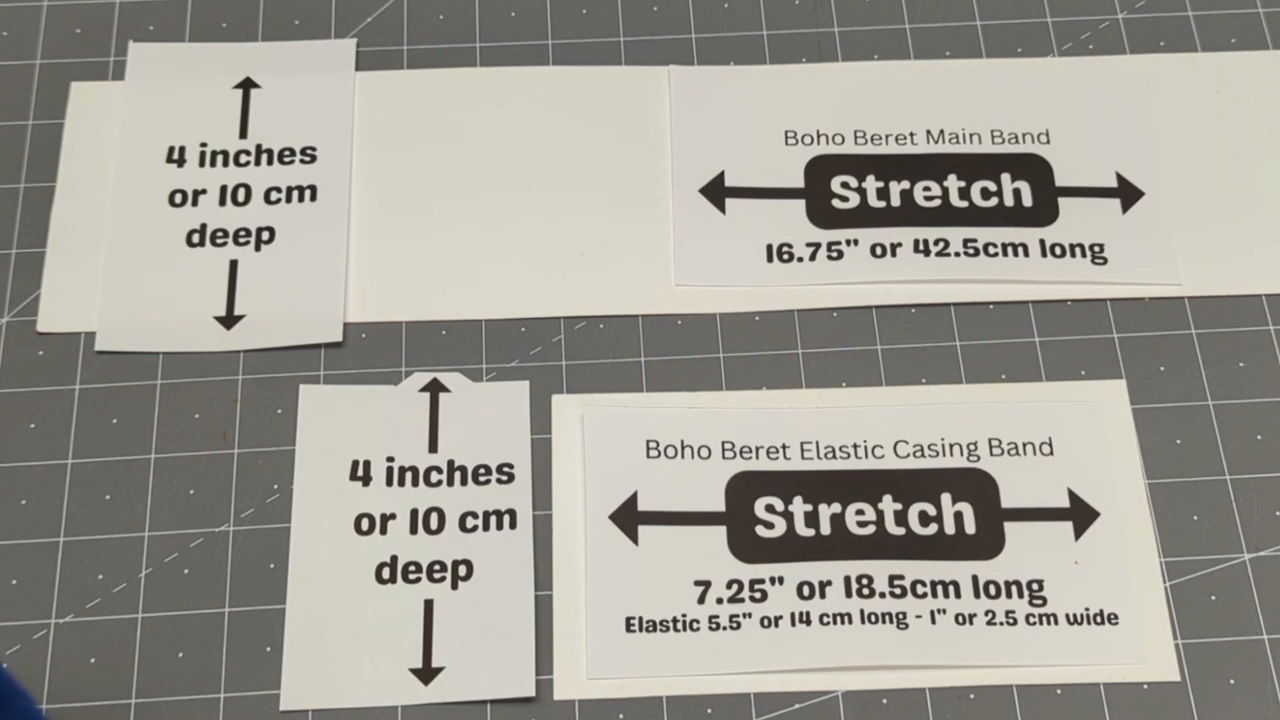 4 inches
or 10 cm
deep
Boho Beret Main Band
Stretch
16.75" or 42.5cm long
4 inches
or 10 cm
deep
Boho Beret Elastic Casing Band
Stretch
7.25" or 18.5cm long
Elastic 5.5" or 14 cm long - 1" or 2.5 cm wide